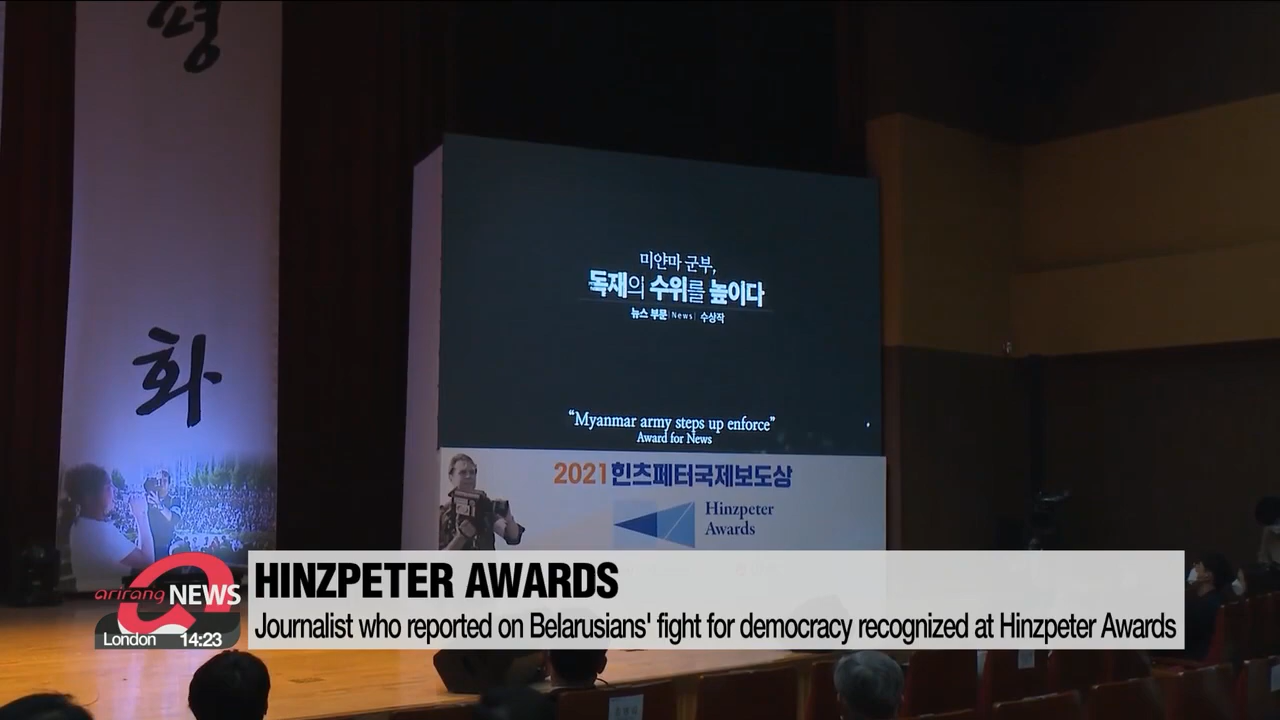 평
화
미얀마 군부,
독재의 수위를 높이다
뉴스 부문 | News | 수상작
“Myanmar army steps up enforce”
Award for News
2021 힌츠페터국제보도상
Hinzpeter
Awards
arirang NEWS
London 14:23
HINZPETER AWARDS
Journalist who reported on Belarusians' fight for democracy recognized at Hinzpeter Awards